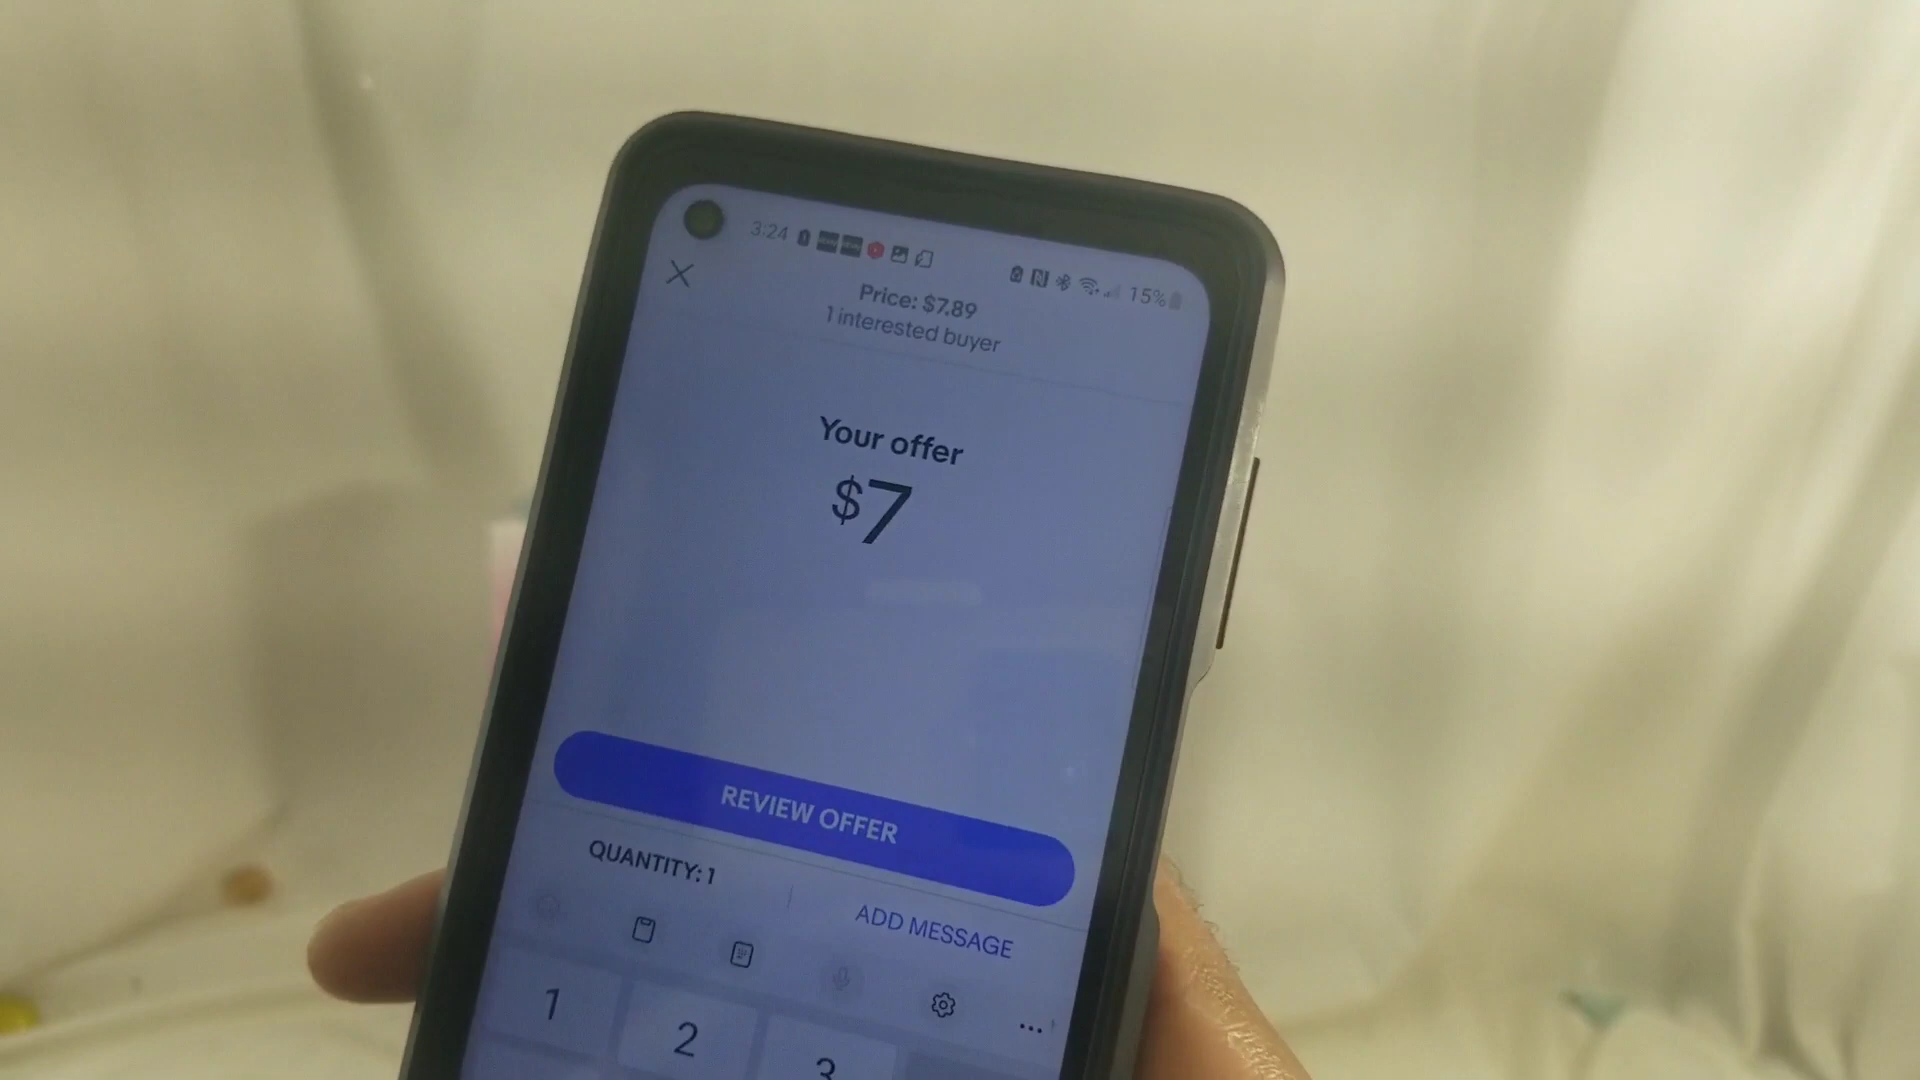 3:24
15%
Price: $7.89
1 interested buyer
Your offer
$7
REVIEW OFFER
QUANTITY: 1
ADD MESSAGE
1
2
3